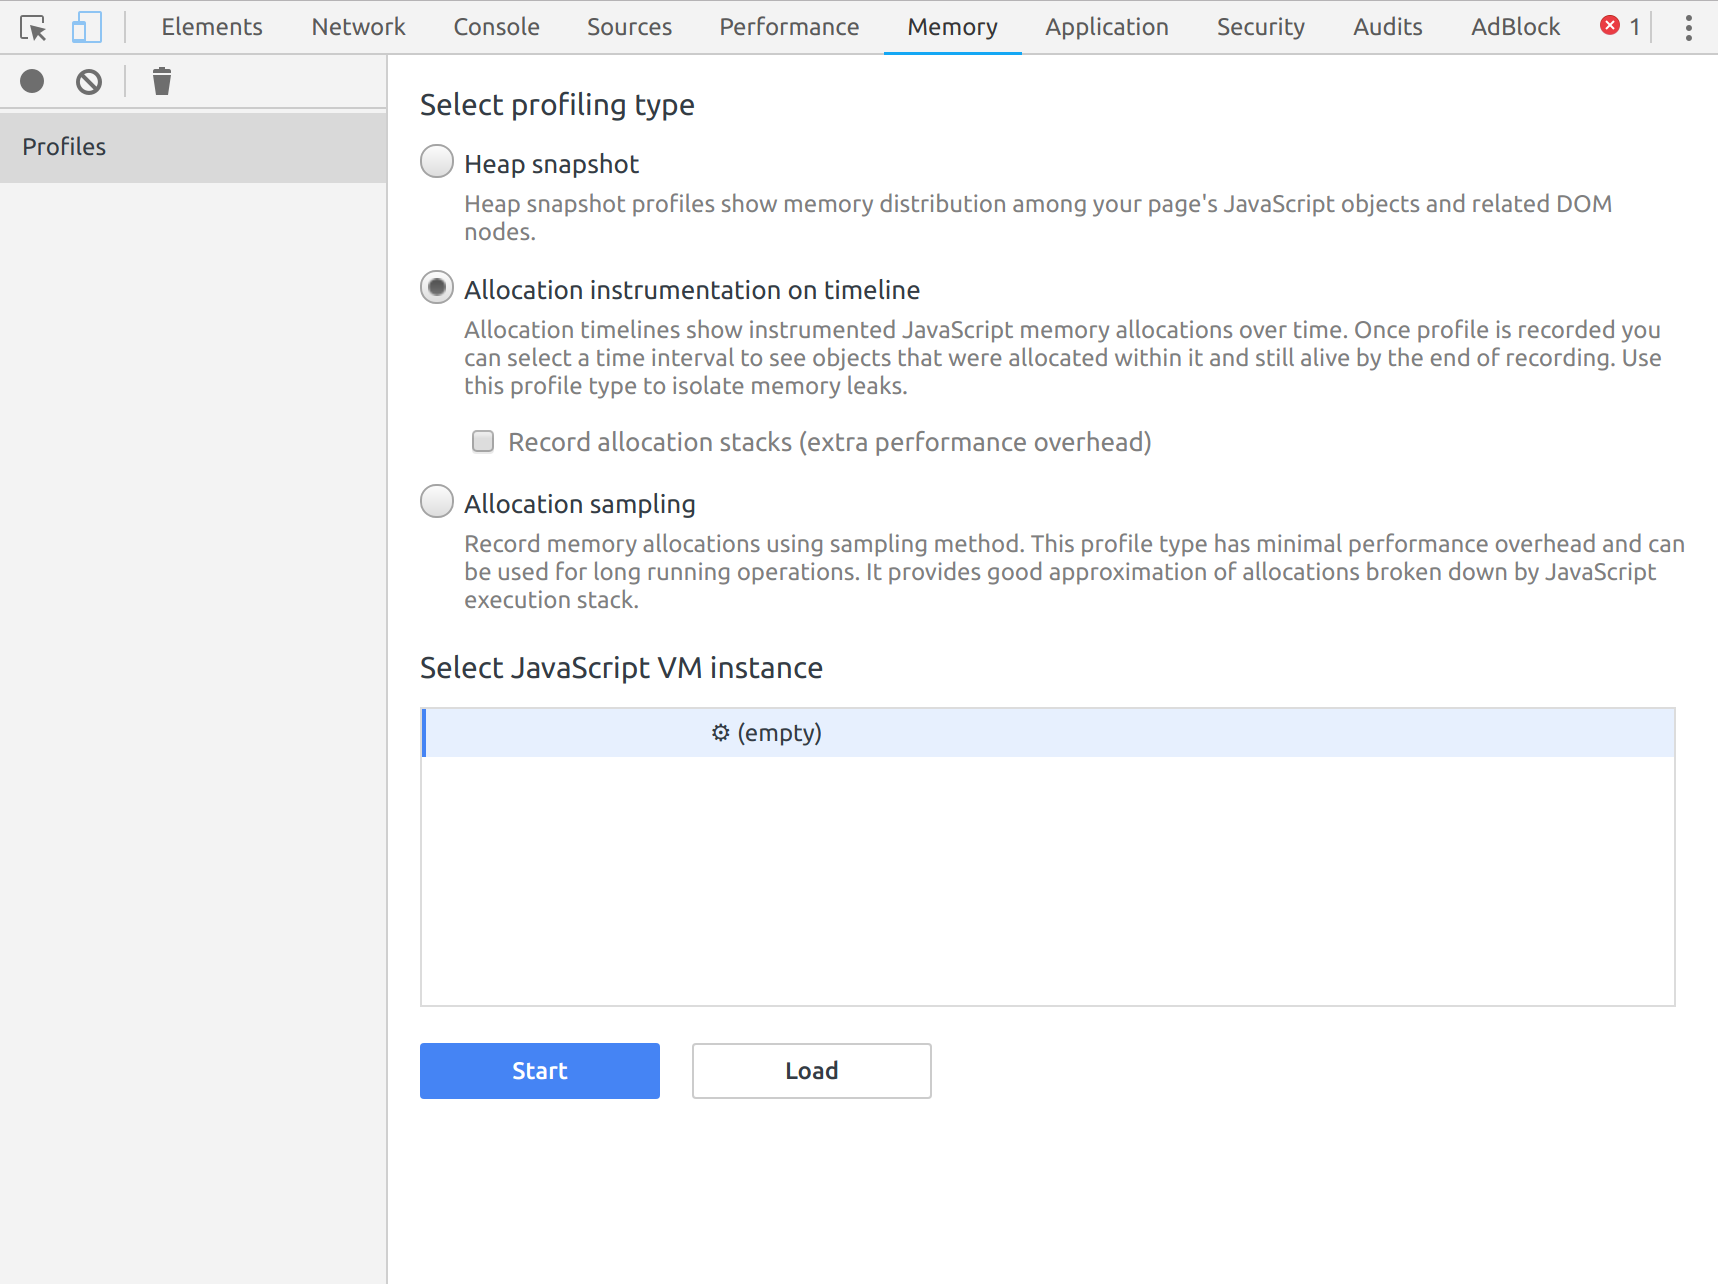 Elements Network Console Sources Performance Memory Application Security Audits AdBlock 1
Profiles
Select profiling type
Heap snapshot
Heap snapshot profiles show memory distribution among your page's JavaScript objects and related DOM
nodes.
Allocation instrumentation on timeline
Allocation timelines show instrumented JavaScript memory allocations over time. Once profile is recorded you
can select a time interval to see objects that were allocated within it and still alive by the end of recording. Use
this profile type to isolate memory leaks.
Record allocation stacks (extra performance overhead)
Allocation sampling
Record memory allocations using sampling method. This profile type has minimal performance overhead and can
be used for long running operations. It provides good approximation of allocations broken down by JavaScript
execution stack.
Select JavaScript VM instance
⚙ (empty)
Start Load